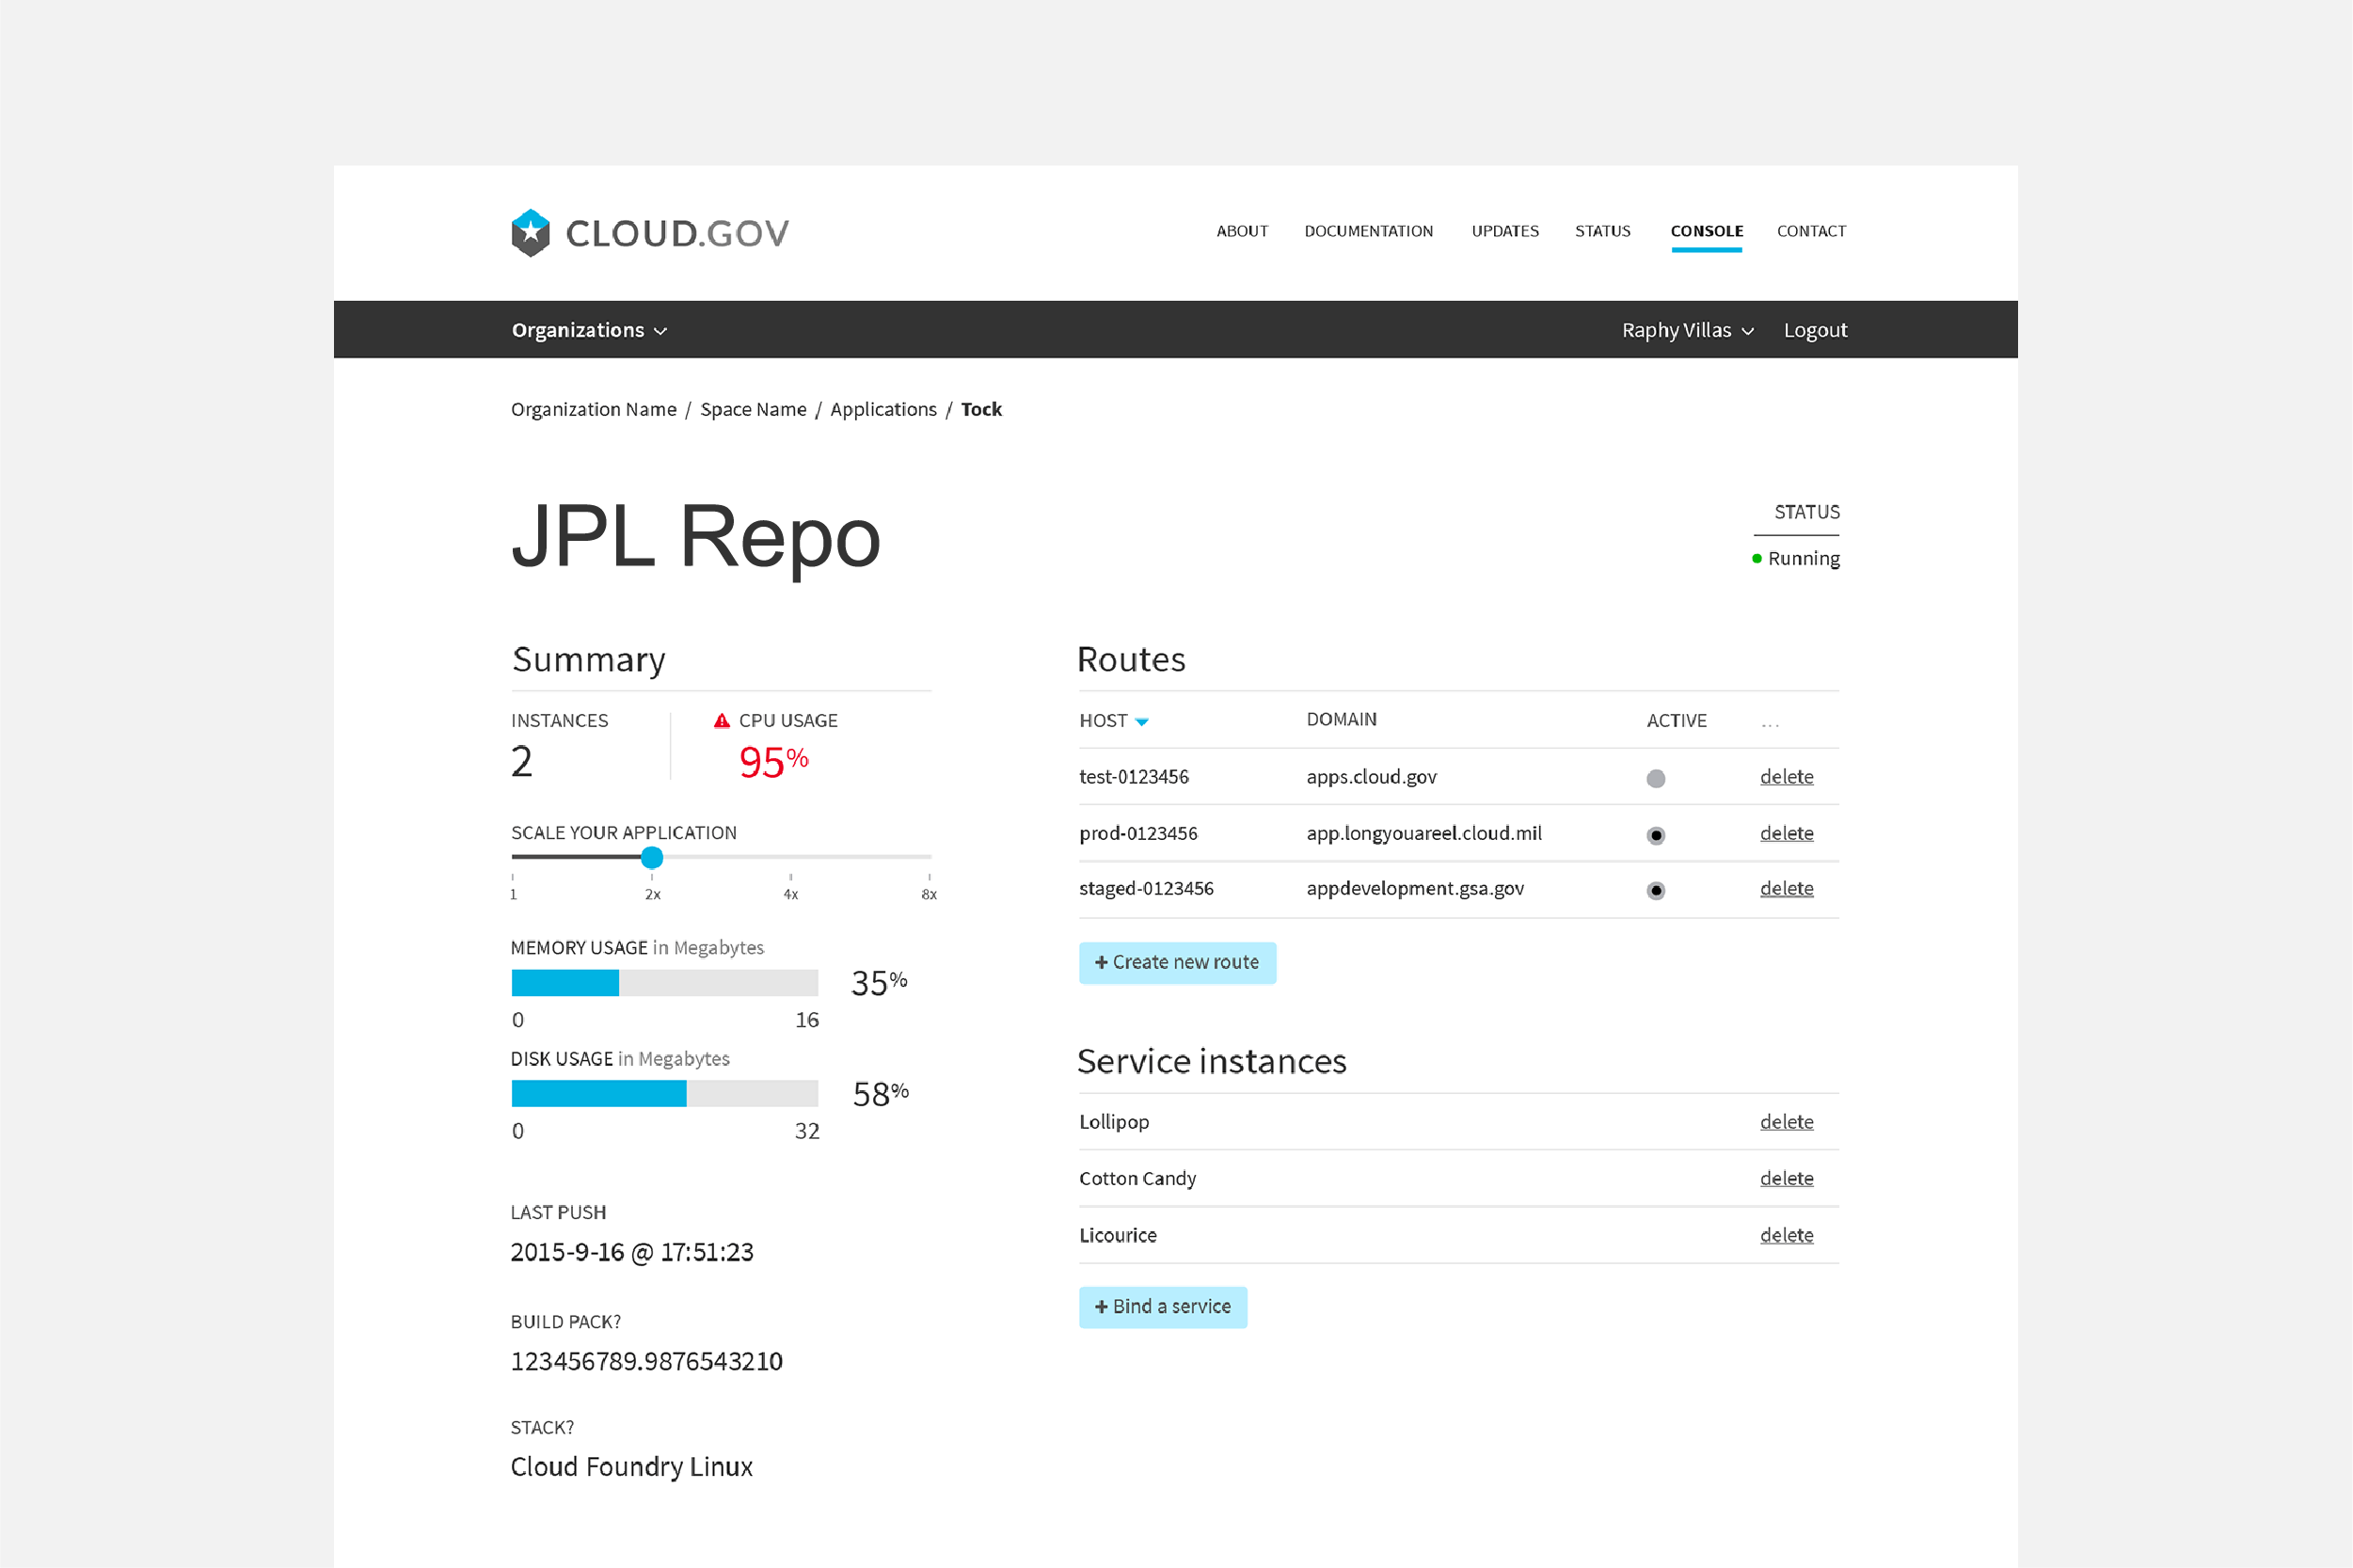 CLOUD.GOV
ABOUT DOCUMENTATION UPDATES STATUS CONSOLE CONTACT
Organizations Raphy Villas Logout
Organization Name / Space Name / Applications / Tock
JPL Repo
STATUS
Running
Summary
INSTANCES
2
CPU USAGE
95%
SCALE YOUR APPLICATION
1 2x 4x 8x
MEMORY USAGE in Megabytes
35%
0 16
DISK USAGE in Megabytes
58%
0 32
LAST PUSH
2015-9-16 @ 17:51:23
BUILD PACK?
123456789.9876543210
STACK?
Cloud Foundry Linux
Routes
HOST DOMAIN ACTIVE ...
test-0123456 apps.cloud.gov delete
prod-0123456 app.longyouareel.cloud.mil delete
staged-0123456 appdevelopment.gsa.gov delete
+ Create new route
Service instances
Lollipop delete
Cotton Candy delete
Licourice delete
+ Bind a service